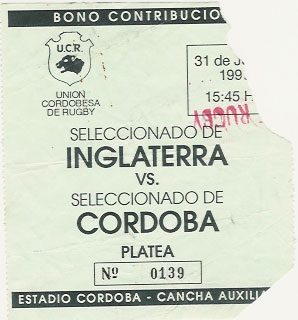 BONO CONTRIBUCIO
U.C.R.
UNION
CORDOBESA
DE RUGBY
31 de J
199
15:45 H
RUGBY
SELECCIONADO DE
INGLATERRA
VS.
SELECCIONADO DE
CORDOBA
PLATEA
Nº 0139
ESTADIO CORDOBA - CANCHA AUXILI